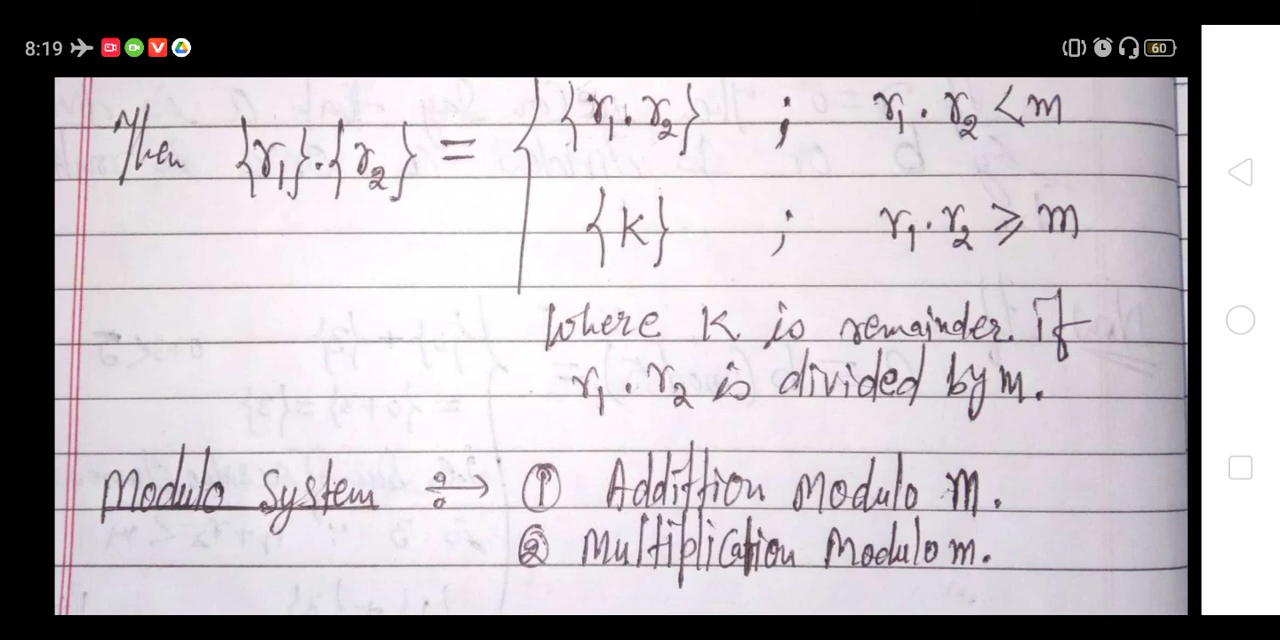 8:19 60
Then {r₁}.{r₂} = { {r₁.r₂} ; r₁.r₂ < m
{k} ; r₁.r₂ ⩾ m
Where K is remainder. if
r₁.r₂ is divided by m.
Modulo system ① Addittion Modulo M.
② Multiplication Modulo m.